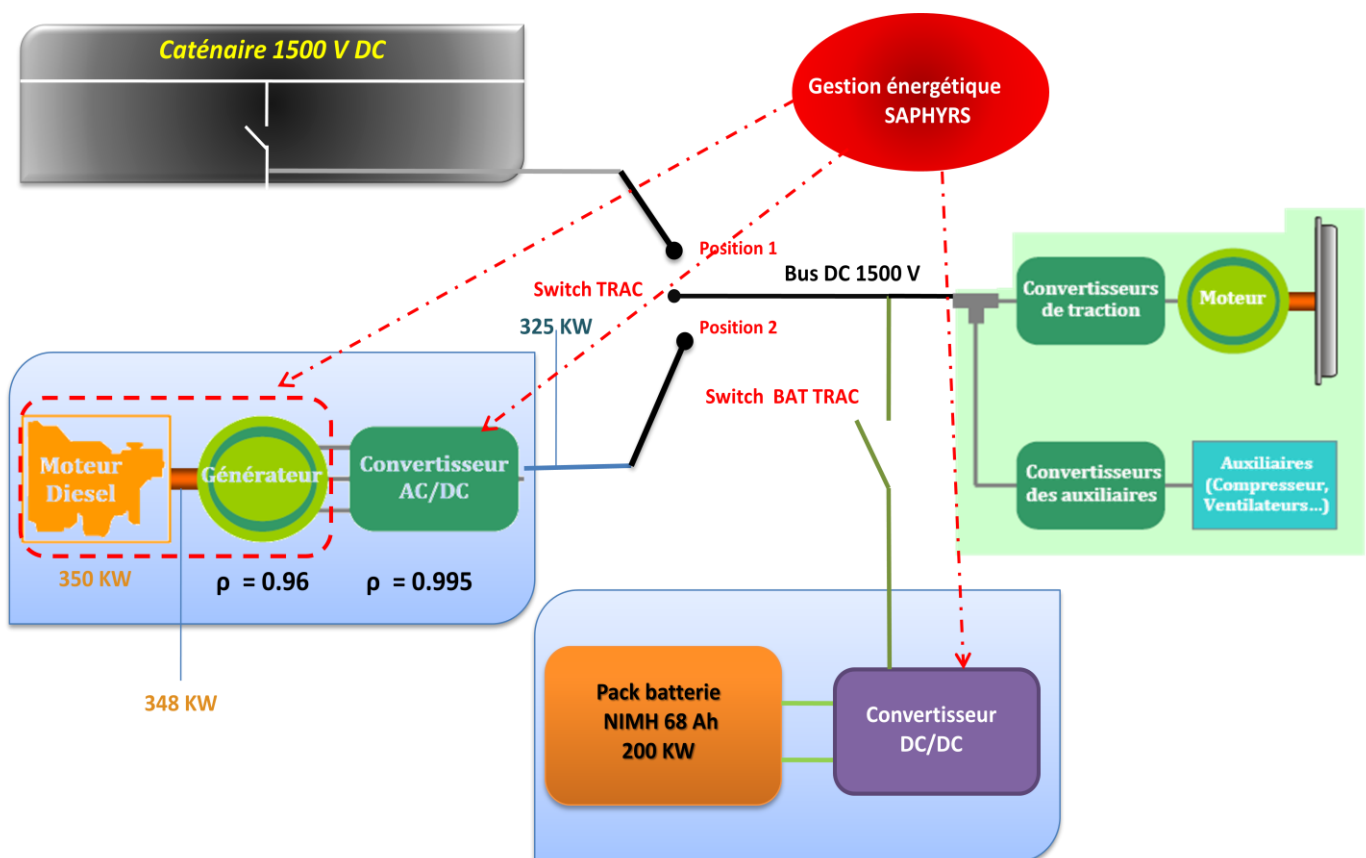 Caténaire 1500 V DC
Gestion énergétique
SAPHYRS
Position 1
Bus DC 1500 V
Switch TRAC
Position 2
325 KW
Switch  BAT TRAC
Convertisseurs
de traction
Moteur
Moteur
Diesel
Générateur
Convertisseur
AC/DC
Convertisseurs
des auxiliaires
Auxiliaires
(Compresseur,
Ventilateurs...)
350 KW
ρ  = 0.96
ρ  = 0.995
348 KW
Pack batterie
NIMH 68 Ah
200 KW
Convertisseur
DC/DC